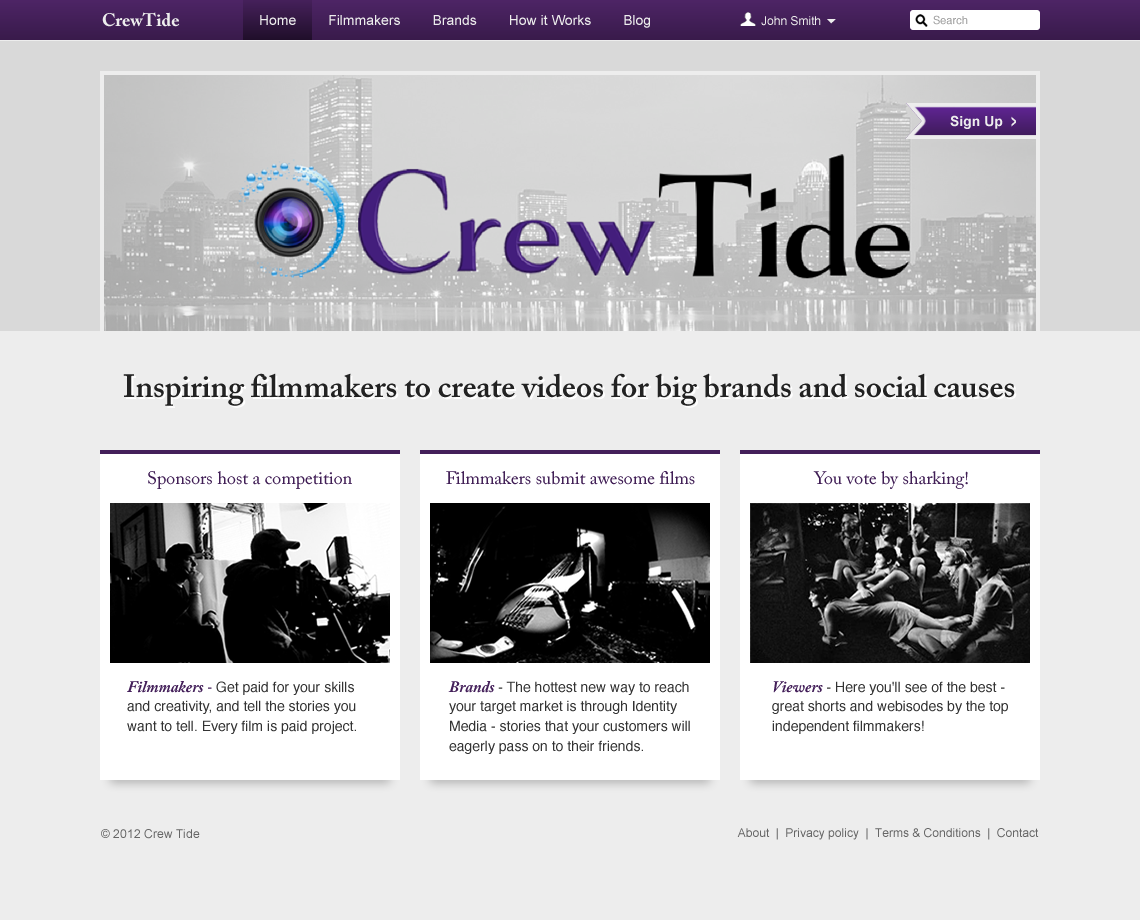 CrewTide
Home Filmmakers Brands How it Works Blog
John Smith
Search
Sign Up ›
CrewTide
Inspiring filmmakers to create videos for big brands and social causes
Sponsors host a competition
Filmmakers - Get paid for your skills
and creativity, and tell the stories you
want to tell. Every film is paid project.
Filmmakers submit awesome films
Brands - The hottest new way to reach
your target market is through Identity
Media - stories that your customers will
eagerly pass on to their friends.
You vote by sharking!
Viewers - Here you'll see of the best -
great shorts and webisodes by the top
independent filmmakers!
© 2012 Crew Tide
About | Privacy policy | Terms & Conditions | Contact